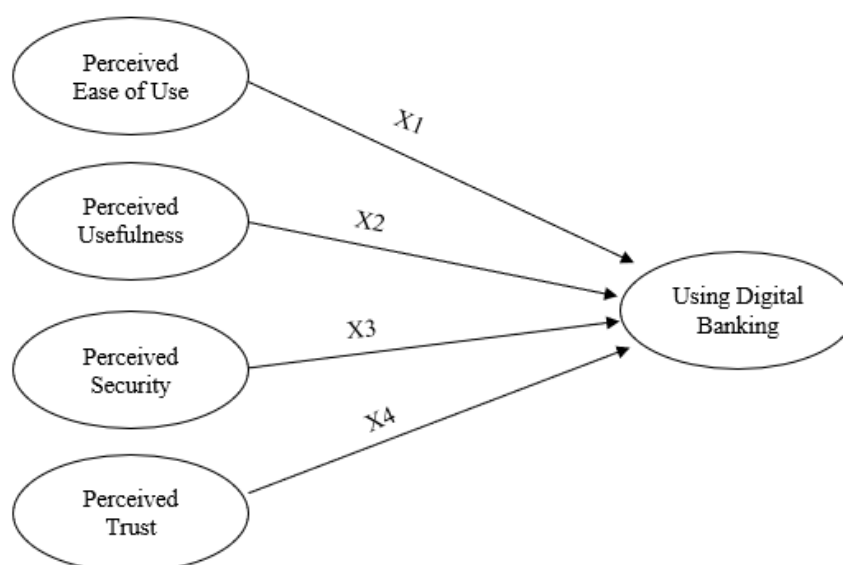 Perceived
Ease of Use
X1
Perceived
Usefulness
X2
Using Digital
Banking
Perceived
Security
X3
Perceived
Trust
X4